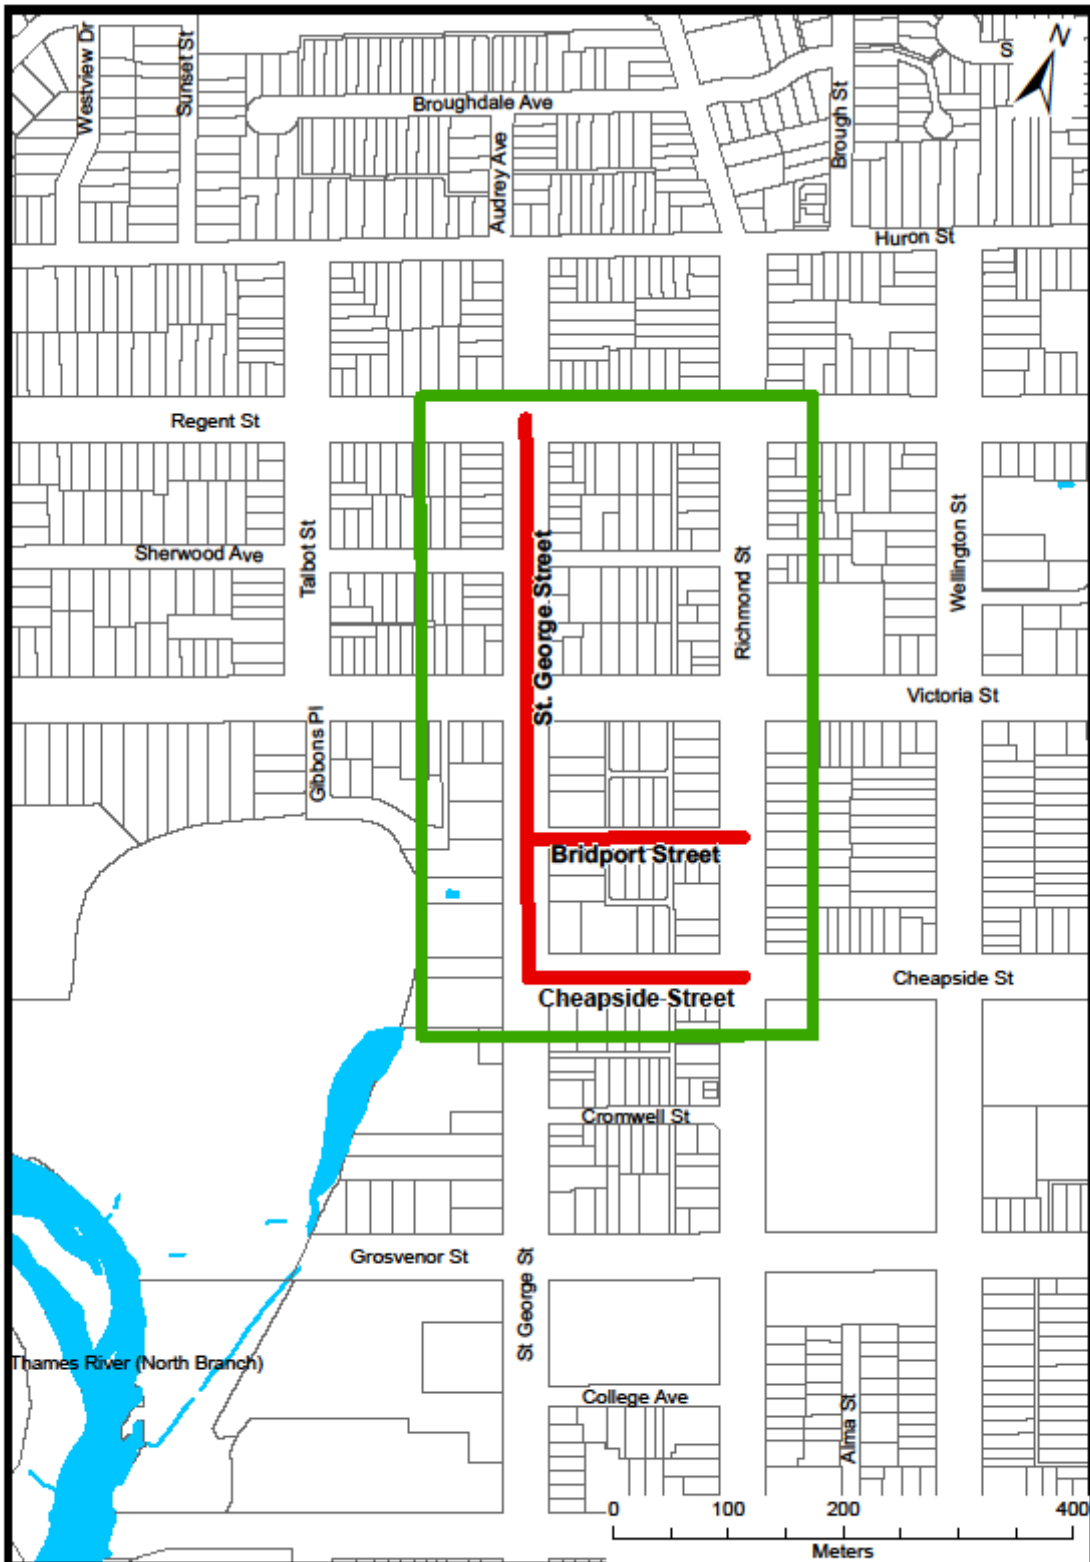 Westview Dr
Sunset St
N
S
Broughdale Ave
Brough St
Audrey Ave
Huron St
Regent St
Sherwood Ave
Talbot St
St. George Street
Richmond St
Wellington St
Victoria St
Gibbons Pl
Bridport Street
Cheapside St
Cheapside Street
Cromwell St
Grosvenor St
St George St
Thames River (North Branch)
College Ave
Alma St
0 100 200 400
Meters